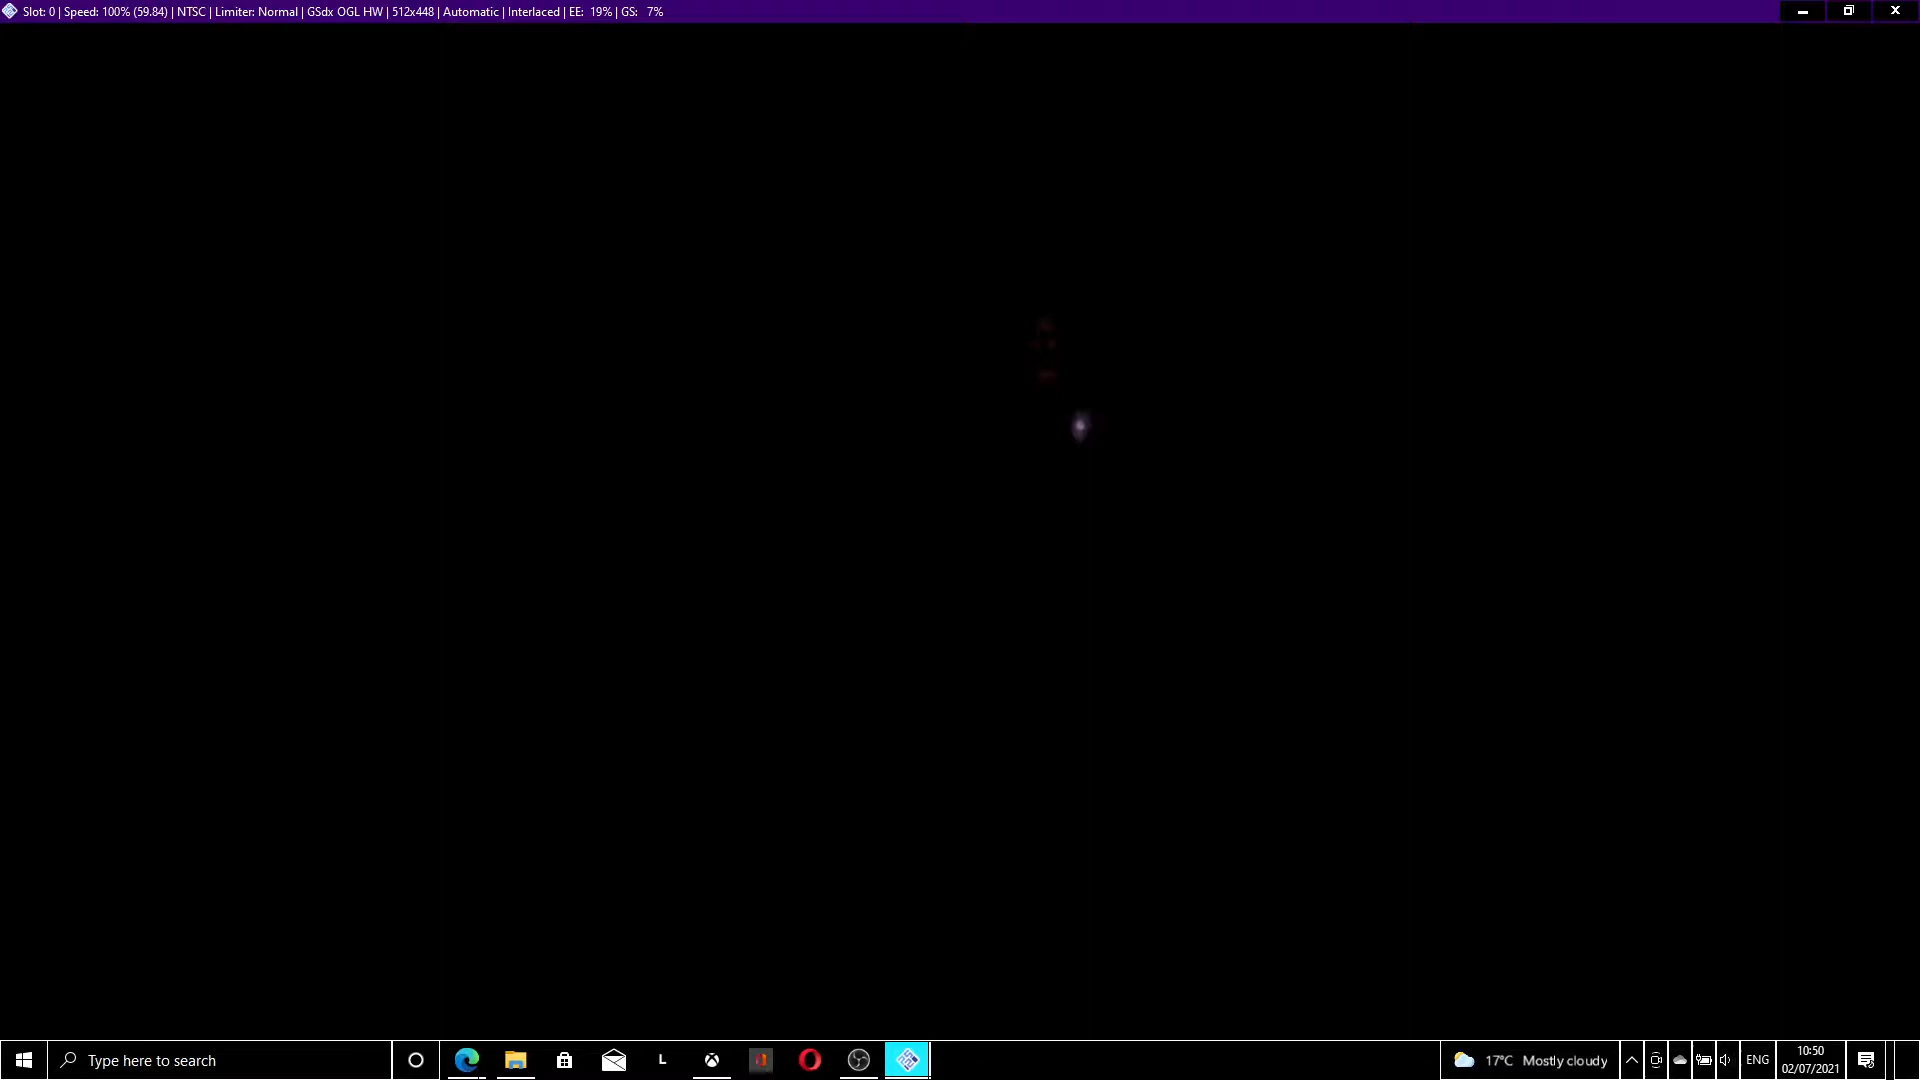 Slot: 0 | Speed: 100% (59.84) | NTSC | Limiter: Normal | GSdx OGL HW | 512x448 | Automatic | Interlaced | EE: 19% | GS: 7%
Type here to search
L
17°C Mostly cloudy
ENG
10:50
02/07/2021